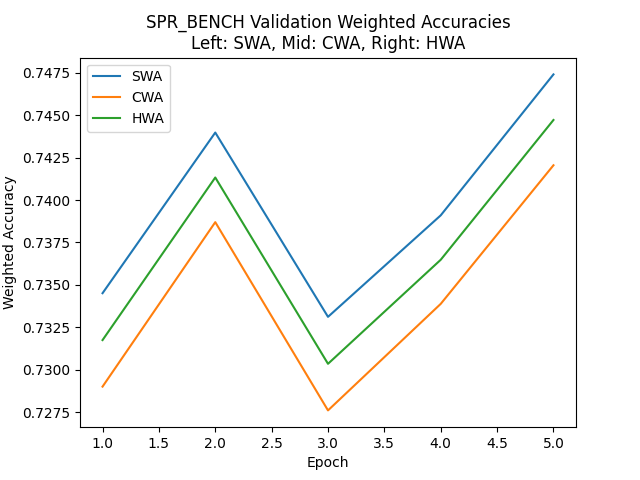 SPR_BENCH Validation Weighted Accuracies
Left: SWA, Mid: CWA, Right: HWA
SWA
CWA
HWA
Weighted Accuracy
0.7475
0.7450
0.7425
0.7400
0.7375
0.7350
0.7325
0.7300
0.7275
1.0 1.5 2.0 2.5 3.0 3.5 4.0 4.5 5.0
Epoch